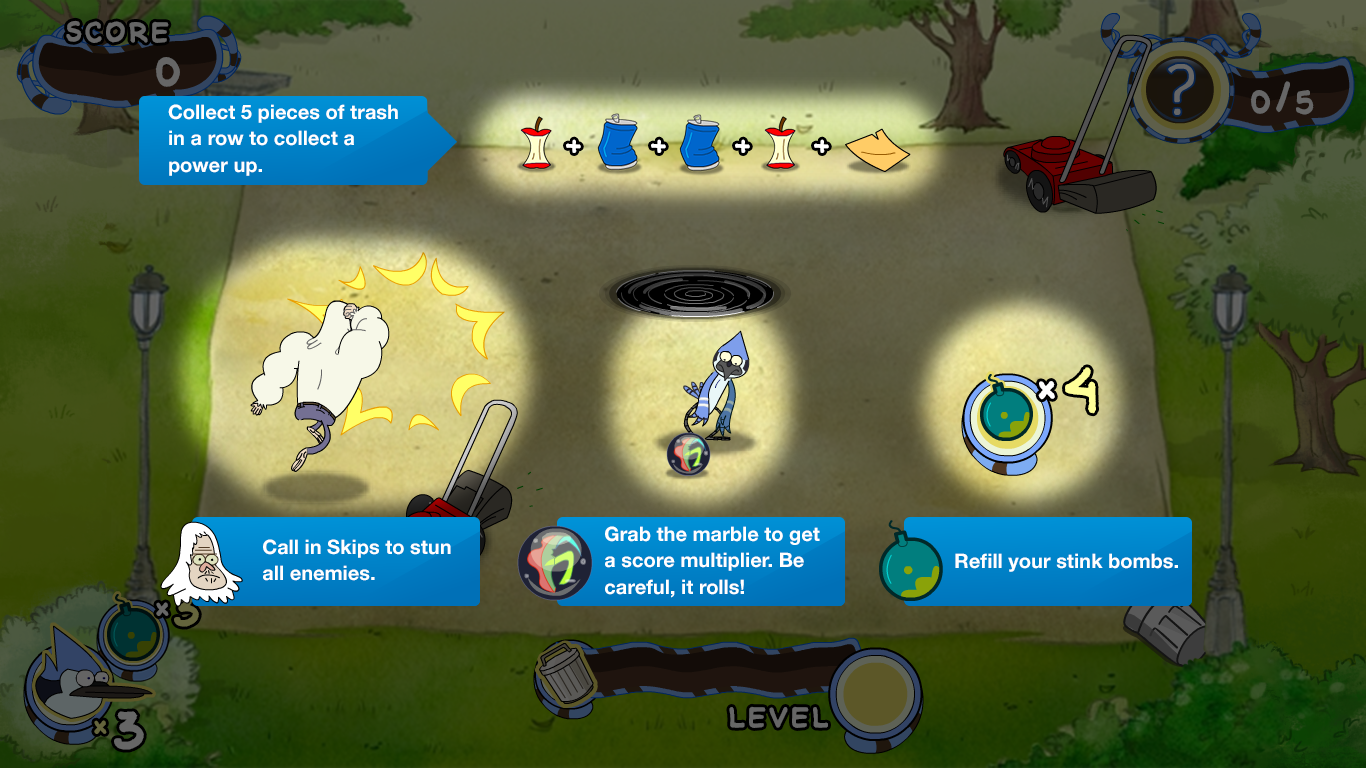 SCORE
0
?
0/5
Collect 5 pieces of trash
in a row to collect a
power up.
+ + + +
x 4
Call in Skips to stun
all enemies.
Grab the marble to get
a score multiplier. Be
careful, it rolls!
Refill your stink bombs.
x 3
x 3
LEVEL